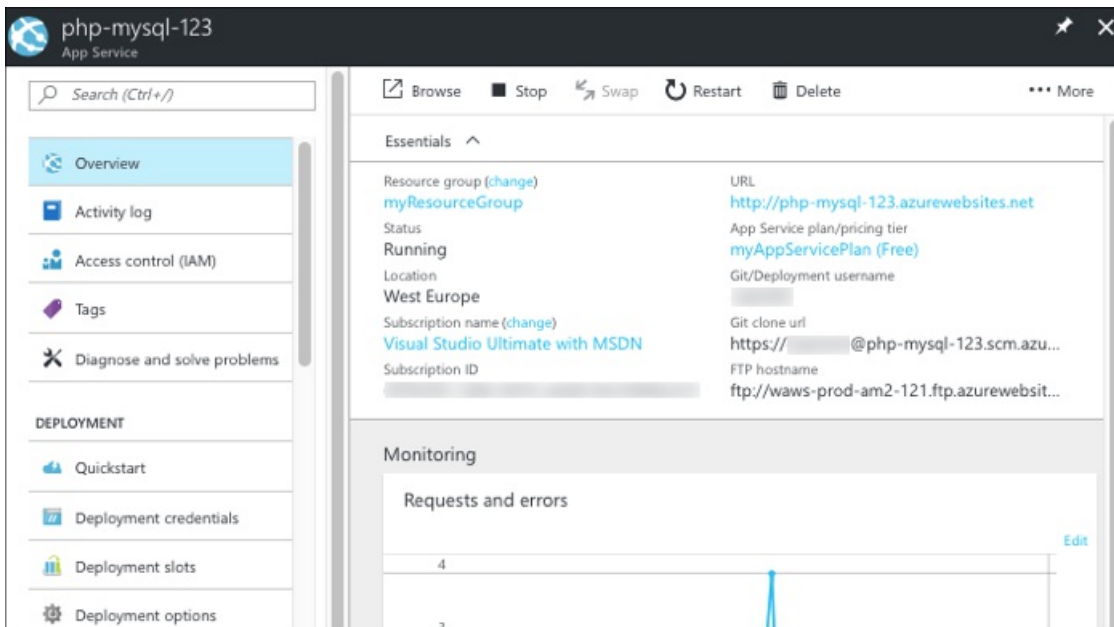 php-mysql-123
App Service
Search (Ctrl+/)
Overview
Activity log
Access control (IAM)
Tags
Diagnose and solve problems
DEPLOYMENT
Quickstart
Deployment credentials
Deployment slots
Deployment options
Browse
Stop
Swap
Restart
Delete
••• More
Essentials
Resource group (change)
myResourceGroup
Status
Running
Location
West Europe
Subscription name (change)
Visual Studio Ultimate with MSDN
Subscription ID
URL
http://php-mysql-123.azurewebsites.net
App Service plan/pricing tier
myAppServicePlan (Free)
Git/Deployment username
Git clone url
https:// @php-mysql-123.scm.azu...
FTP hostname
ftp://waws-prod-am2-121.ftp.azurewebsit...
Monitoring
Requests and errors
Edit
4